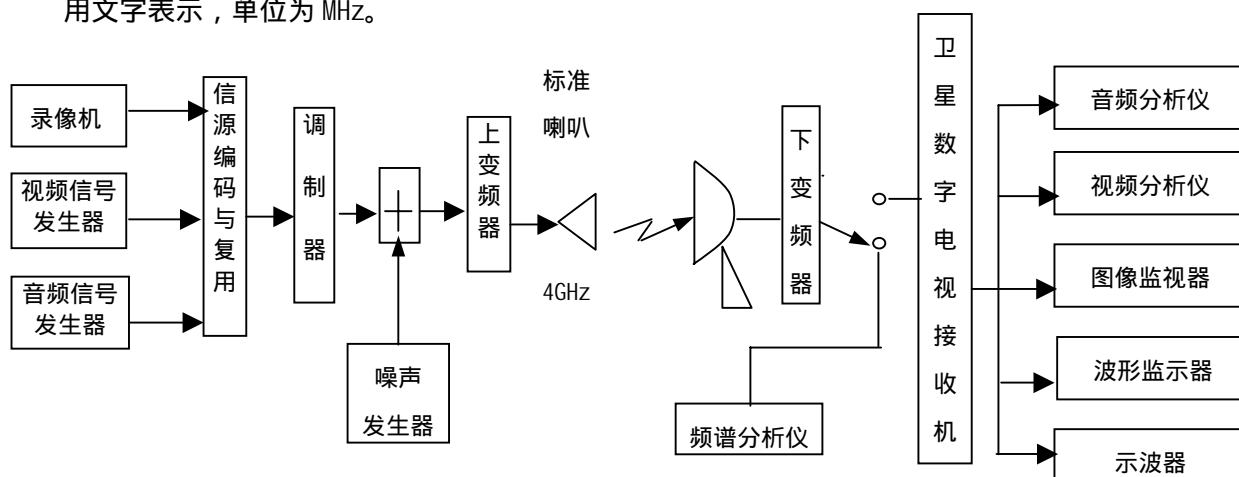 用文字表示，单位为 MHz。
录像机
视频信号
发生器
音频信号
发生器
信源编码与复用
调制器
噪声
发生器
上变频器
标准
喇叭
4GHz
下变频器
频谱分析仪
卫星数字电视接收机
音频分析仪
视频分析仪
图像监视器
波形监示器
示波器